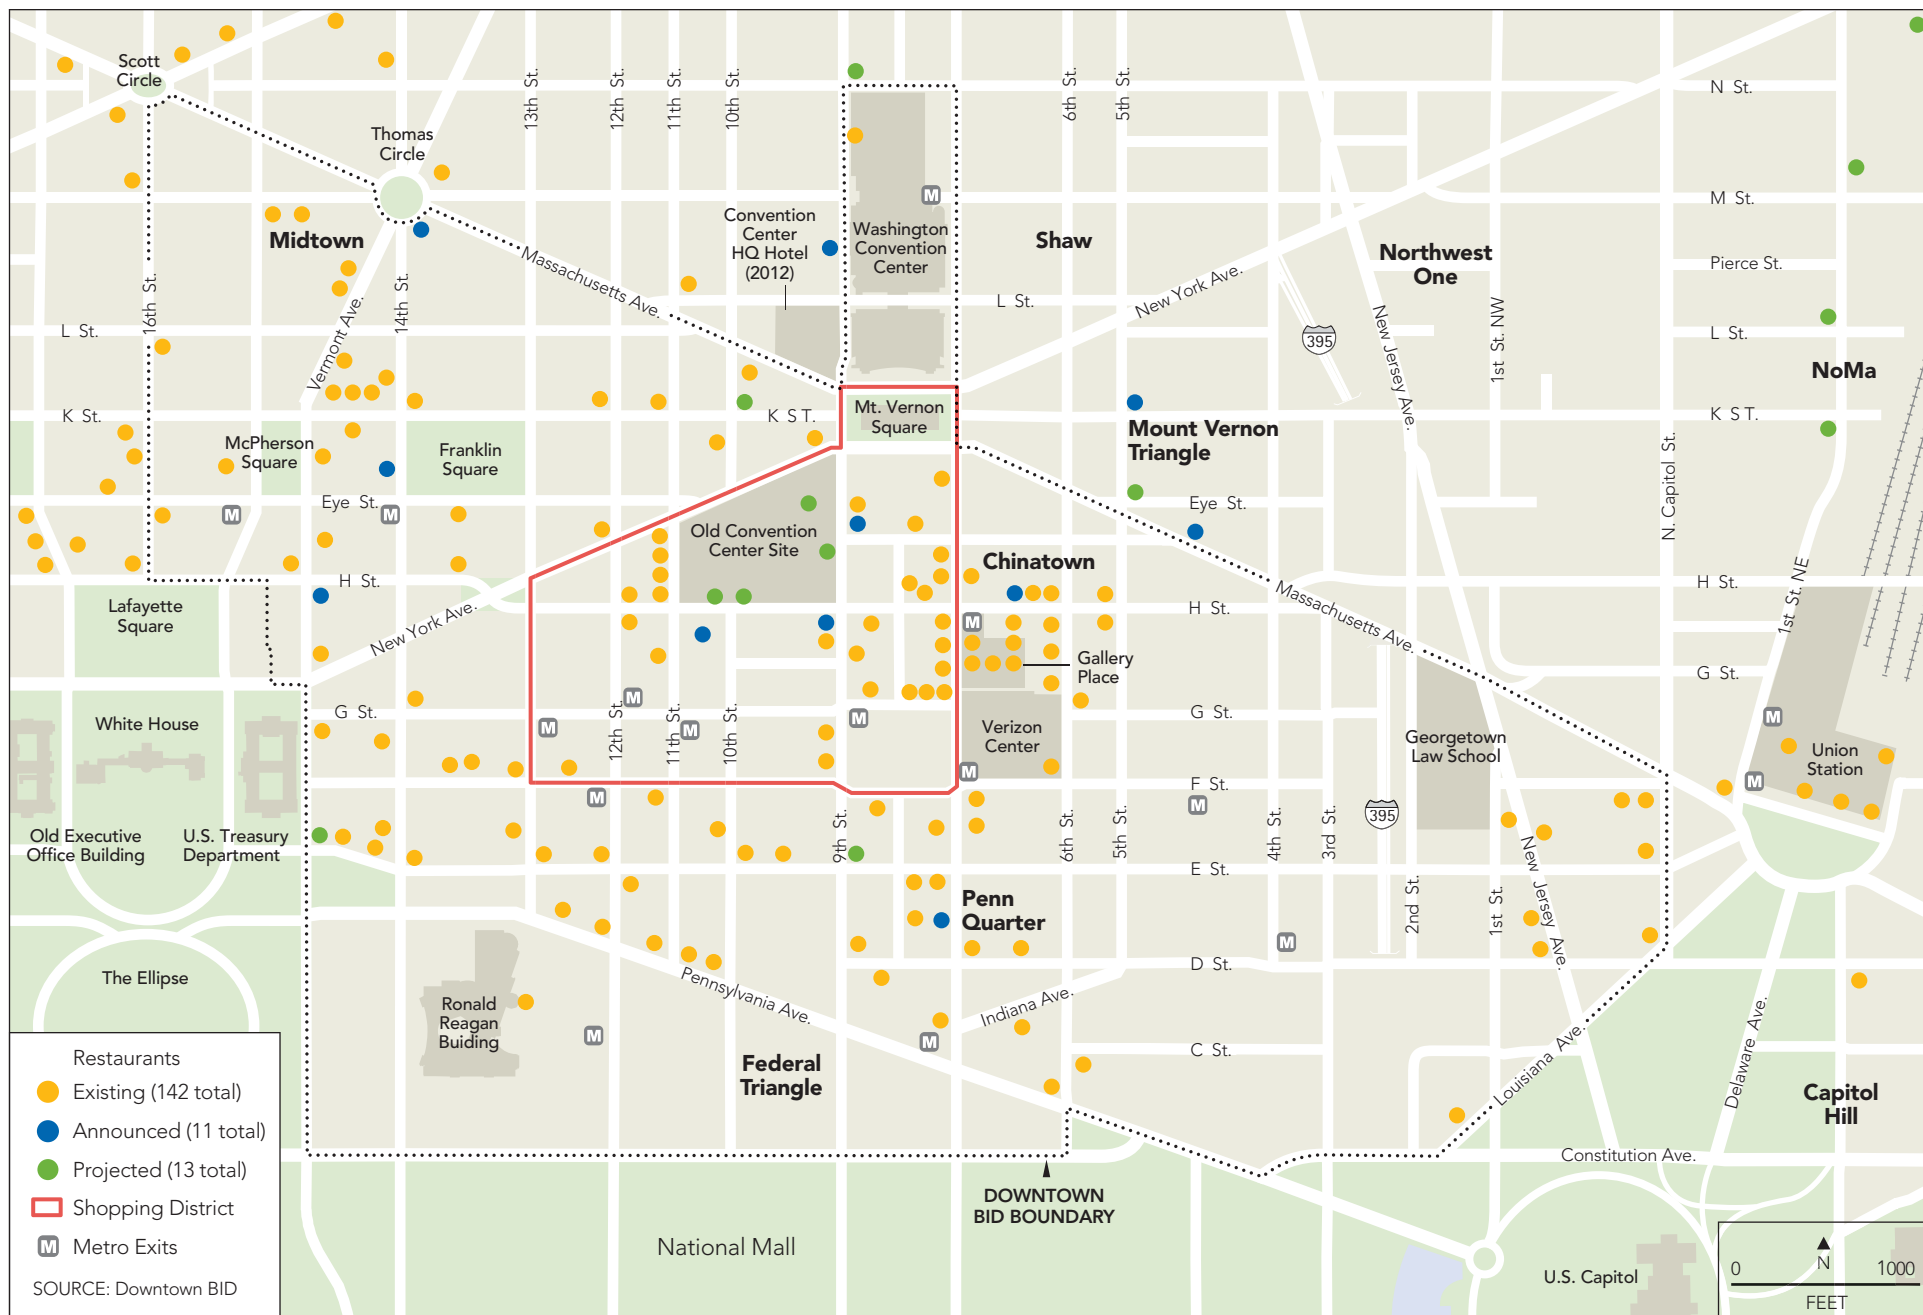 Scott
Circle
Thomas
Circle
13th St.
12th St.
11th St.
10th St.
6th St.
5th St.
N St.
M St.
Midtown
Convention
Center
HQ Hotel
(2012)
M
Washington
Convention
Center
Shaw
Northwest
One
Pierce St.
16th St.
Vermont Ave.
14th St.
Massachusetts Ave.
L St.
New York Ave.
395
New Jersey Ave.
1st St. NW
L St.
L St.
NoMa
K St.
K ST.
Mt. Vernon
Square
K ST.
McPherson
Square
Franklin
Square
Mount Vernon
Triangle
N. Capitol St.
Eye St.
M
M
Old Convention
Center Site
Eye St.
Chinatown
H St.
H St.
H St.
Massachusetts Ave.
1st St. NE
Lafayette
Square
New York Ave.
M
Gallery
Place
G St.
White House
G St.
M
12th St.
M
11th St.
M
10th St.
M
Verizon
Center
G St.
Georgetown
Law School
M
Union
Station
M
M
M
F St.
M
395
Old Executive
Office Building
U.S. Treasury
Department
9th St.
6th St.
5th St.
4th St.
3rd St.
E St.
2nd St.
1st St.
New Jersey Ave.
Penn
Quarter
M
D St.
The Ellipse
Pennsylvania Ave.
Indiana Ave.
Ronald
Reagan
Buiding
M
M
C St.
Louisiana Ave.
Delaware Ave.
Federal
Triangle
Capitol
Hill
Constitution Ave.
DOWNTOWN
BID BOUNDARY
National Mall
U.S. Capitol
Restaurants
Existing (142 total)
Announced (11 total)
Projected (13 total)
Shopping District
M Metro Exits
SOURCE: Downtown BID
N
0 1000
FEET